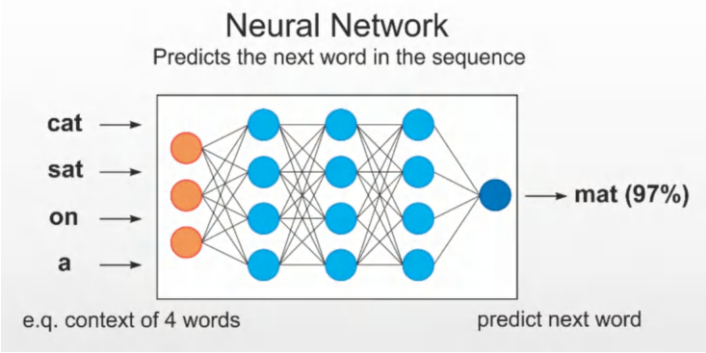 Neural Network
Predicts the next word in the sequence
cat
sat
on
a
mat (97%)
e.q. context of 4 words
predict next word